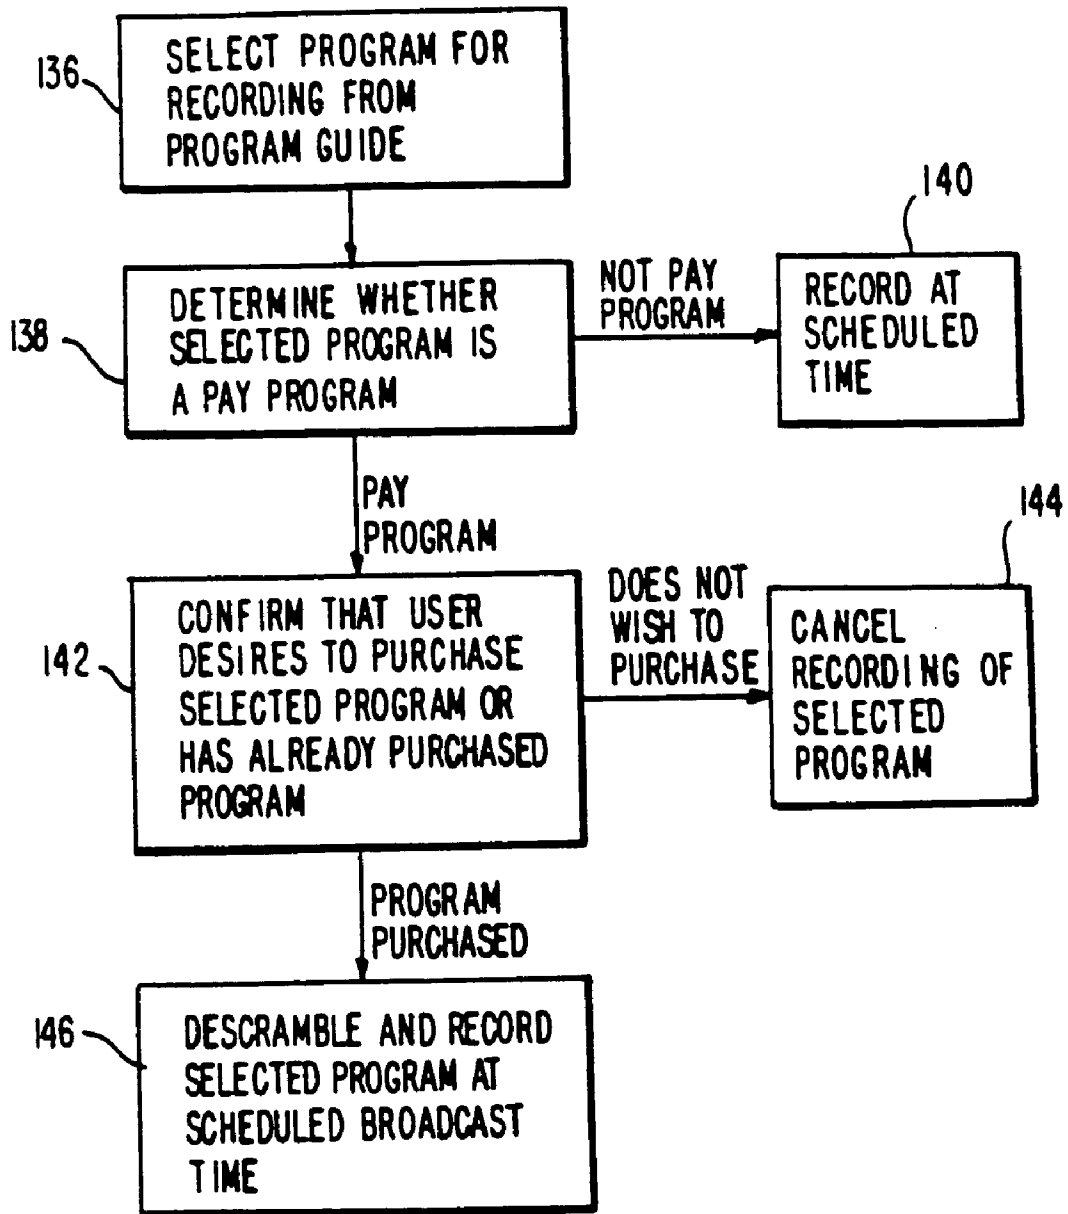 136
SELECT PROGRAM FOR
RECORDING FROM
PROGRAM GUIDE
138
DETERMINE WHETHER
SELECTED PROGRAM IS
A PAY PROGRAM
NOT PAY
PROGRAM
140
RECORD AT
SCHEDULED
TIME
PAY
PROGRAM
142
CONFIRM THAT USER
DESIRES TO PURCHASE
SELECTED PROGRAM OR
HAS ALREADY PURCHASED
PROGRAM
DOES NOT
WISH TO
PURCHASE
144
CANCEL
RECORDING OF
SELECTED
PROGRAM
PROGRAM
PURCHASED
146
DESCRAMBLE AND RECORD
SELECTED PROGRAM AT
SCHEDULED BROADCAST
TIME